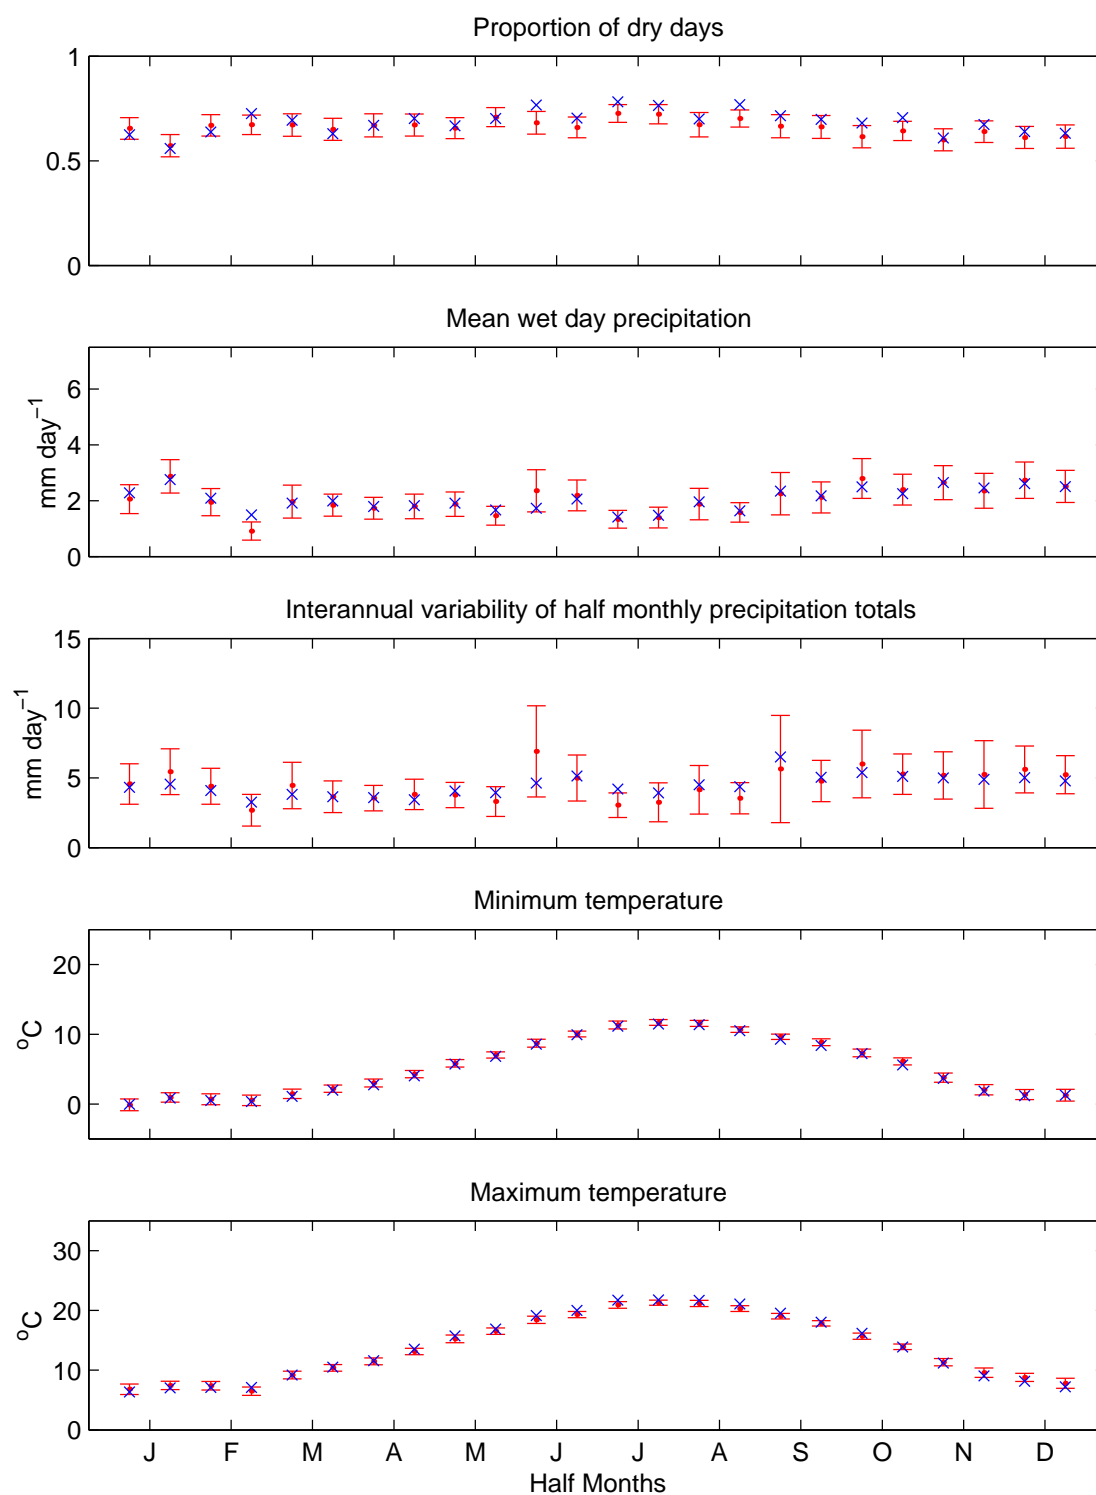 Proportion of dry days
1
0.5
0
Mean wet day precipitation
6
4
2
0
mm day⁻¹
Interannual variability of half monthly precipitation totals
15
10
5
0
mm day⁻¹
Minimum temperature
20
10
0
°C
Maximum temperature
30
20
10
0
°C
J F M A M J J A S O N D
Half Months